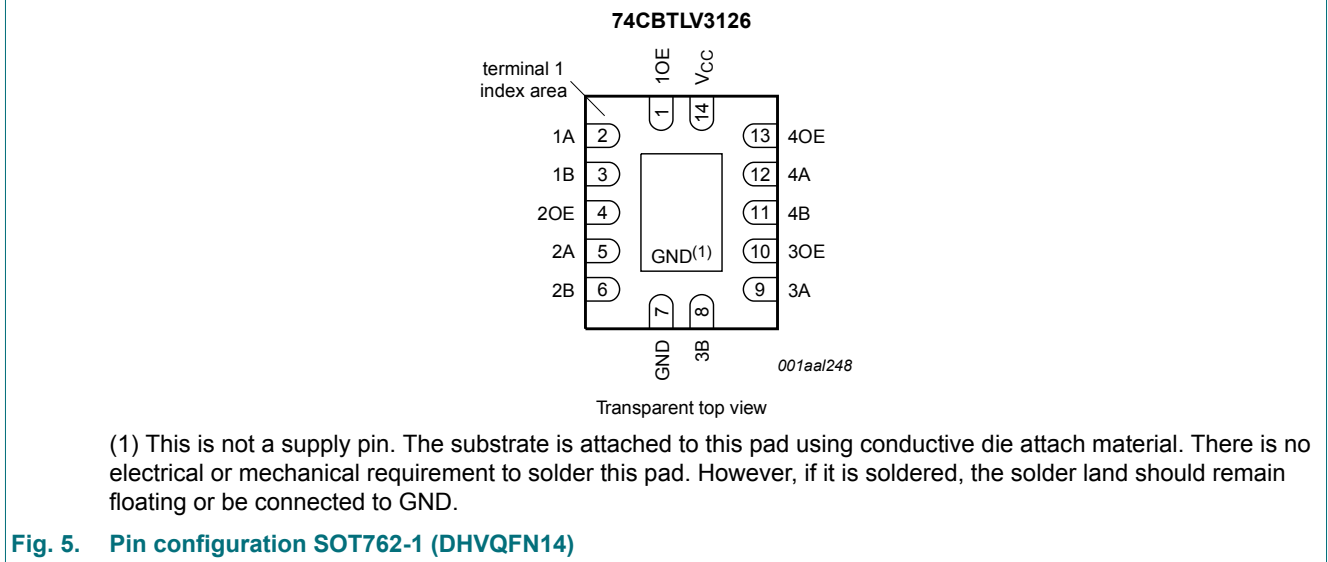 74CBTLV3126
terminal 1
index area
1OE
VCC
1
14
1A 2
13 4OE
1B 3
12 4A
2OE 4
11 4B
2A 5
GND(1)
10 3OE
2B 6
9 3A
7
8
GND
3B
001aal248
Transparent top view
(1) This is not a supply pin. The substrate is attached to this pad using conductive die attach material. There is no
electrical or mechanical requirement to solder this pad. However, if it is soldered, the solder land should remain
floating or be connected to GND.
Fig. 5. Pin configuration SOT762-1 (DHVQFN14)